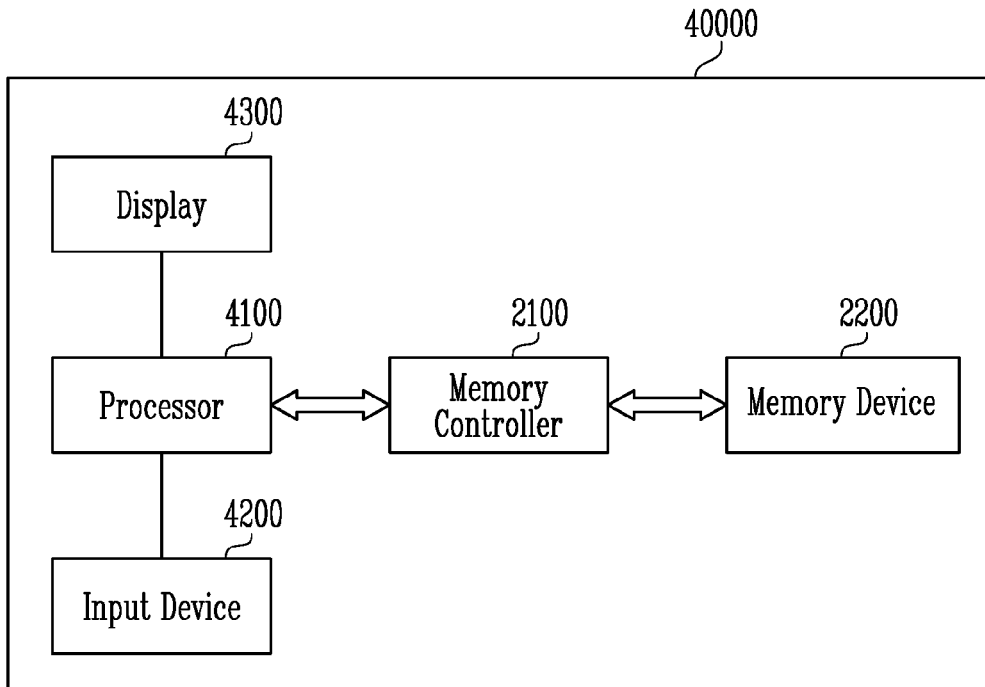 40000
4300
Display
4100
Processor
2100
Memory
Controller
2200
Memory Device
4200
Input Device